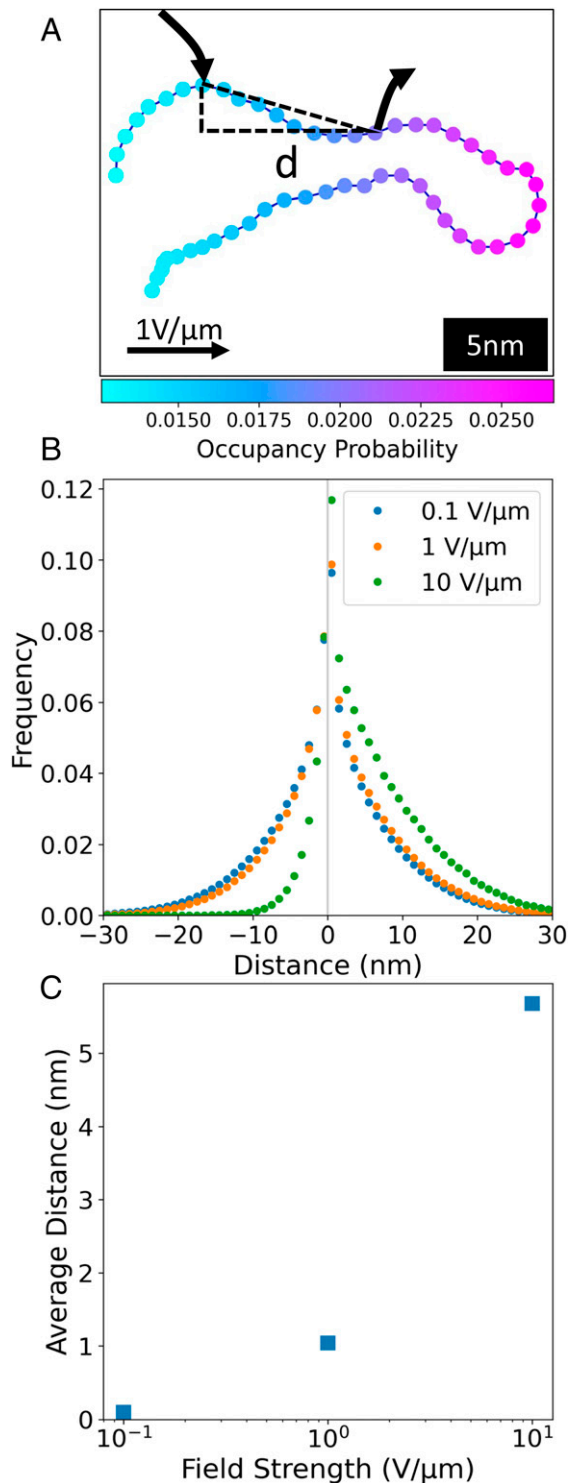 A
d
1V/μm
5nm
0.0150 0.0175 0.0200 0.0225 0.0250
Occupancy Probability
B
0.12
0.10
0.08
0.06
0.04
0.02
0.00
Frequency
0.1 V/μm
1 V/μm
10 V/μm
−30 −20 −10 0 10 20 30
Distance (nm)
C
5
4
3
2
1
0
Average Distance (nm)
10⁻¹ 10⁰ 10¹
Field Strength (V/μm)